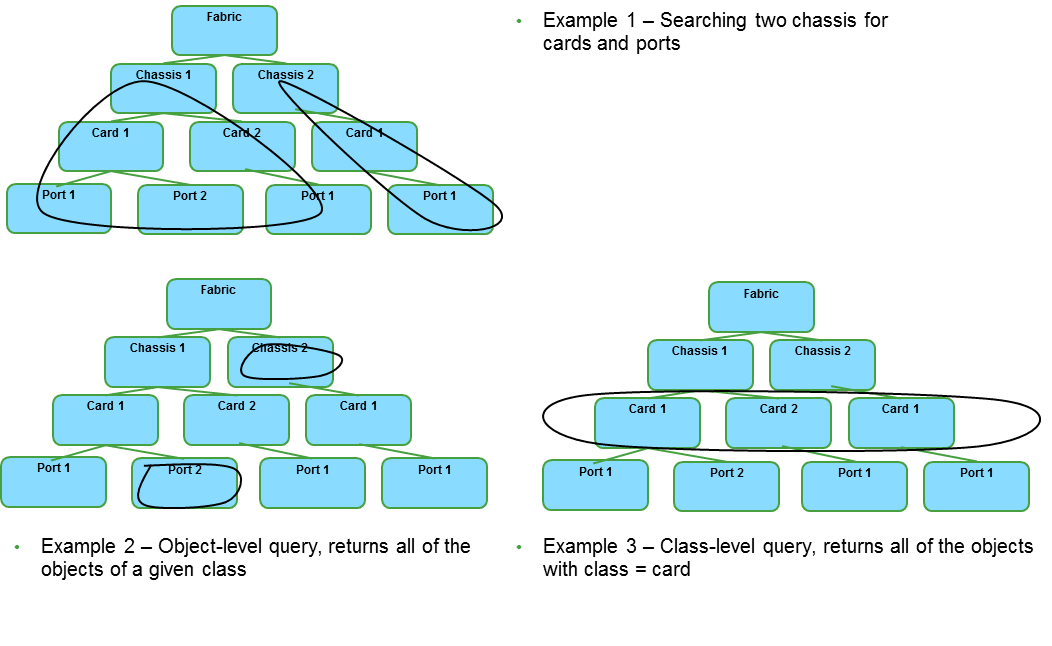 Fabric
Chassis 1
Chassis 2
Card 1
Card 2
Card 1
Port 1
Port 2
Port 1
Port 1
• Example 1 – Searching two chassis for
cards and ports
Fabric
Chassis 1
Chassis 2
Card 1
Card 2
Card 1
Port 1
Port 2
Port 1
Port 1
• Example 2 – Object-level query, returns all of the
objects of a given class
Fabric
Chassis 1
Chassis 2
Card 1
Card 2
Card 1
Port 1
Port 2
Port 1
Port 1
• Example 3 – Class-level query, returns all of the objects
with class = card